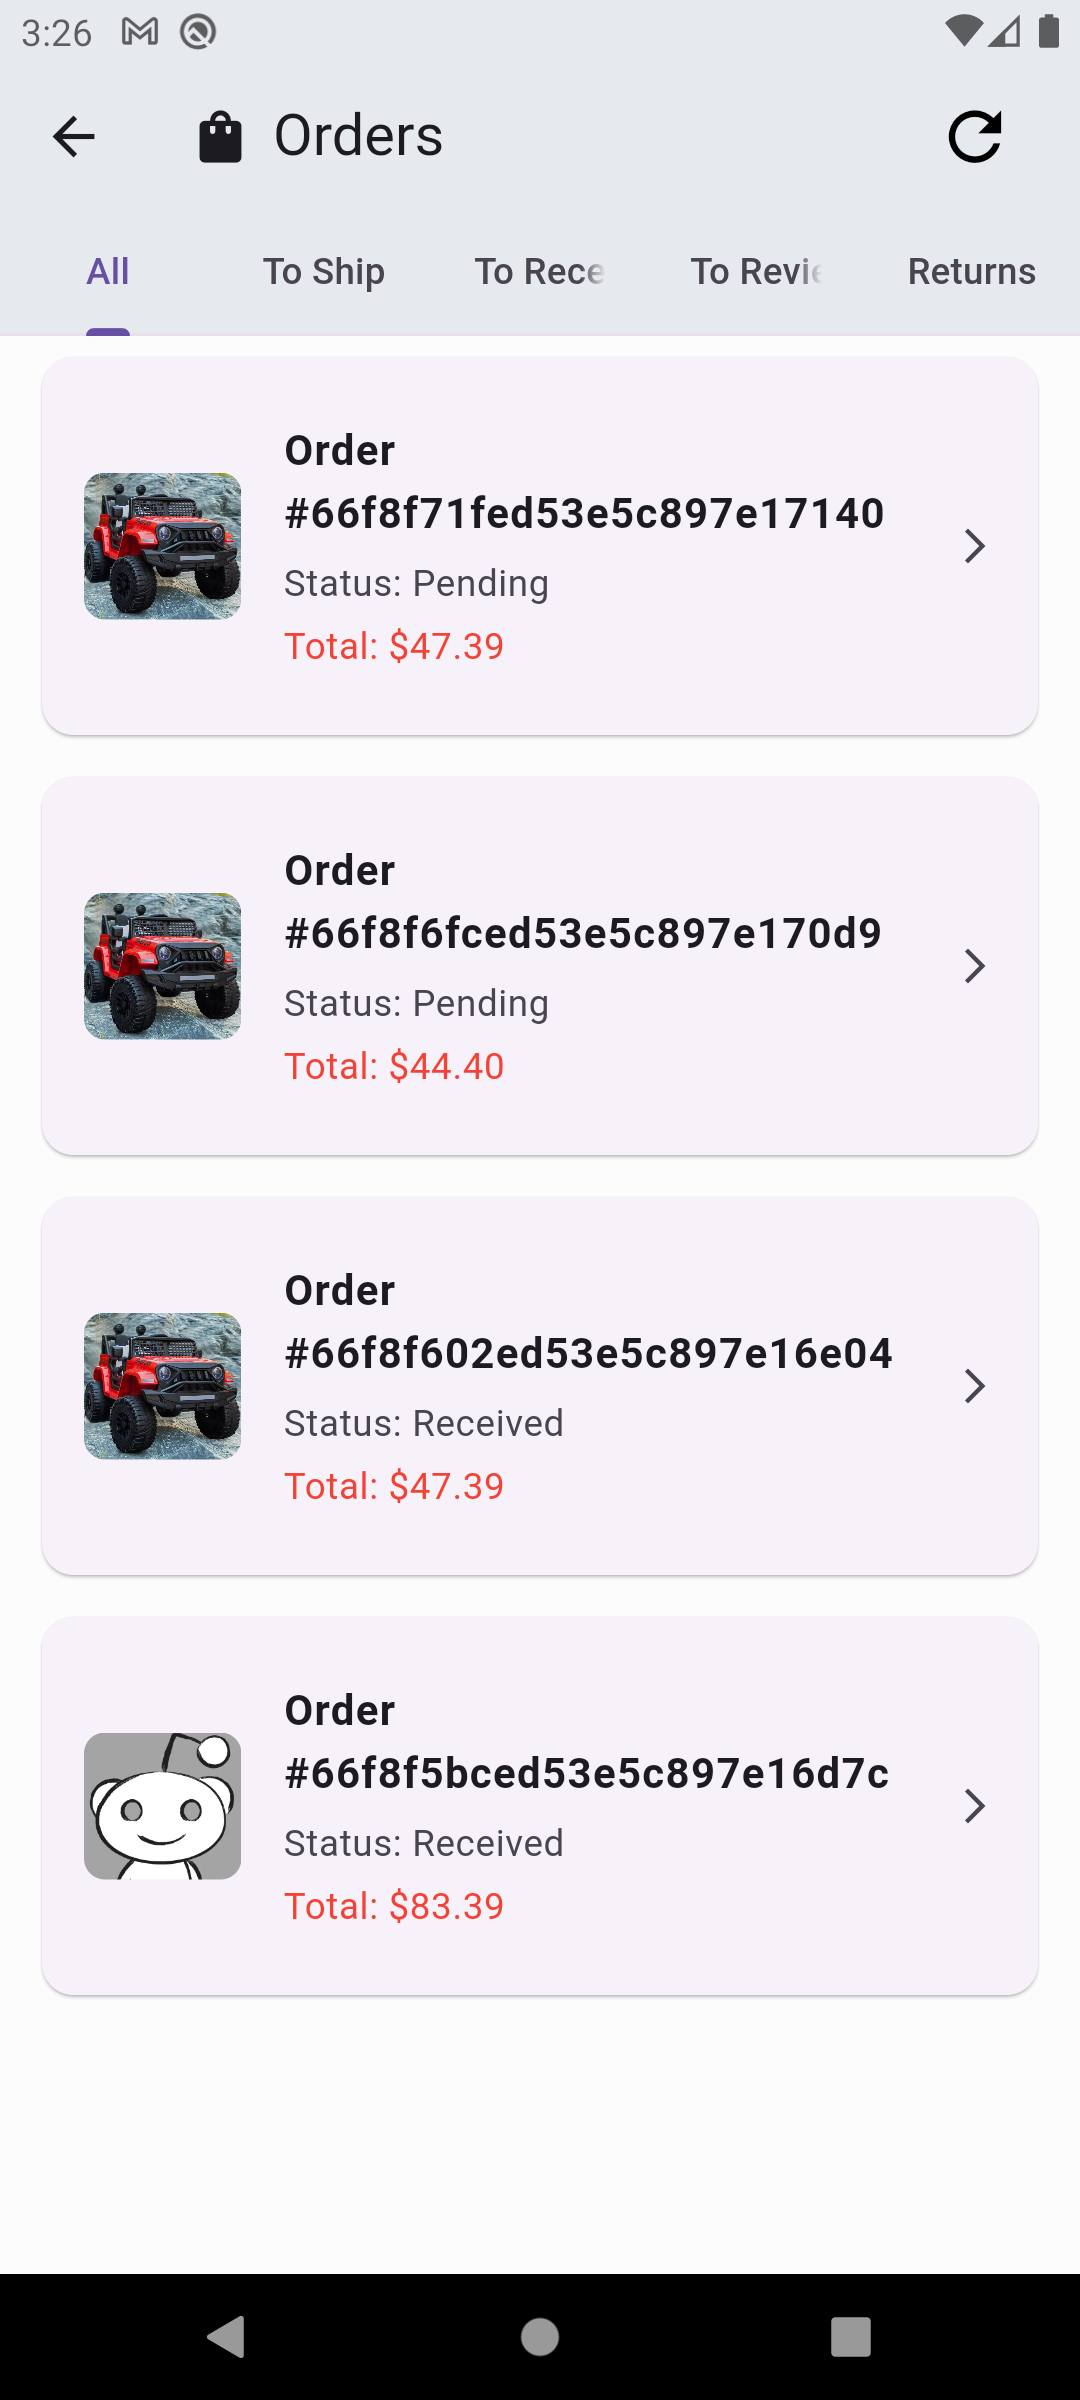 3:26
Orders
All
To Ship
To Rece
To Revie
Returns
Order
#66f8f71fed53e5c897e17140
Status: Pending
Total: $47.39
Order
#66f8f6fced53e5c897e170d9
Status: Pending
Total: $44.40
Order
#66f8f602ed53e5c897e16e04
Status: Received
Total: $47.39
Order
#66f8f5bced53e5c897e16d7c
Status: Received
Total: $83.39